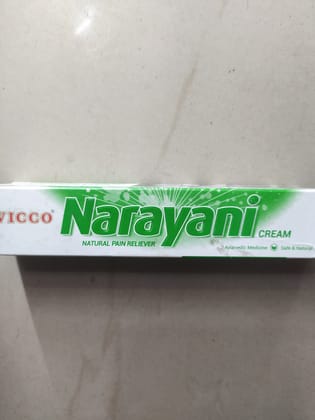 VICCO® Narayani CREAM
NATURAL PAIN RELIEVER
Ayurvedic Medicine Safe & Natural